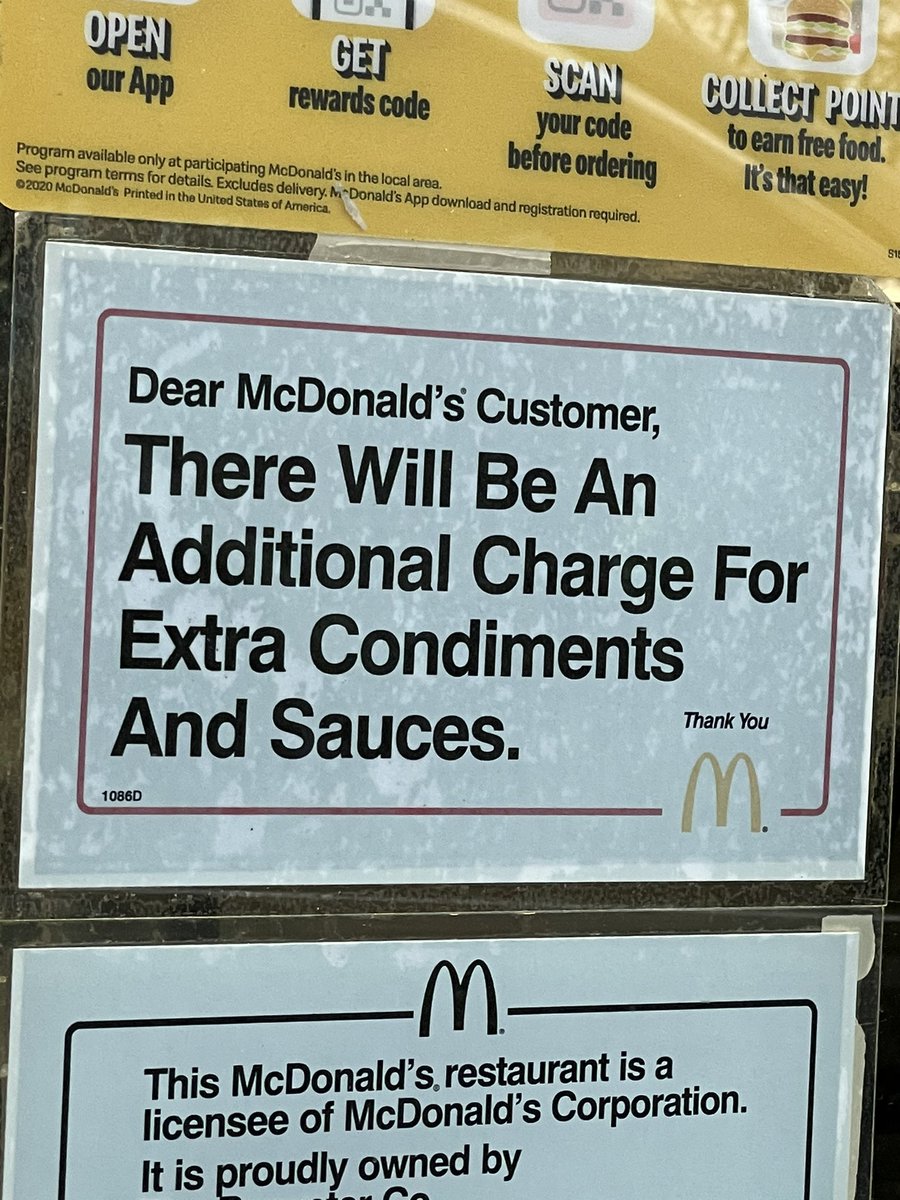 OPEN
our App
GET
rewards code
SCAN
your code
before ordering
COLLECT POINT
to earn free food.
It's that easy!
Program available only at participating McDonald's in the local area.
See program terms for details. Excludes delivery. McDonald's App download and registration required.
©2020 McDonald's Printed in the United States of America.
Dear McDonald's® Customer,
There Will Be An
Additional Charge For
Extra Condiments
And Sauces.
Thank You
1086D
This McDonald's® restaurant is a
licensee of McDonald's Corporation.
It is proudly owned by